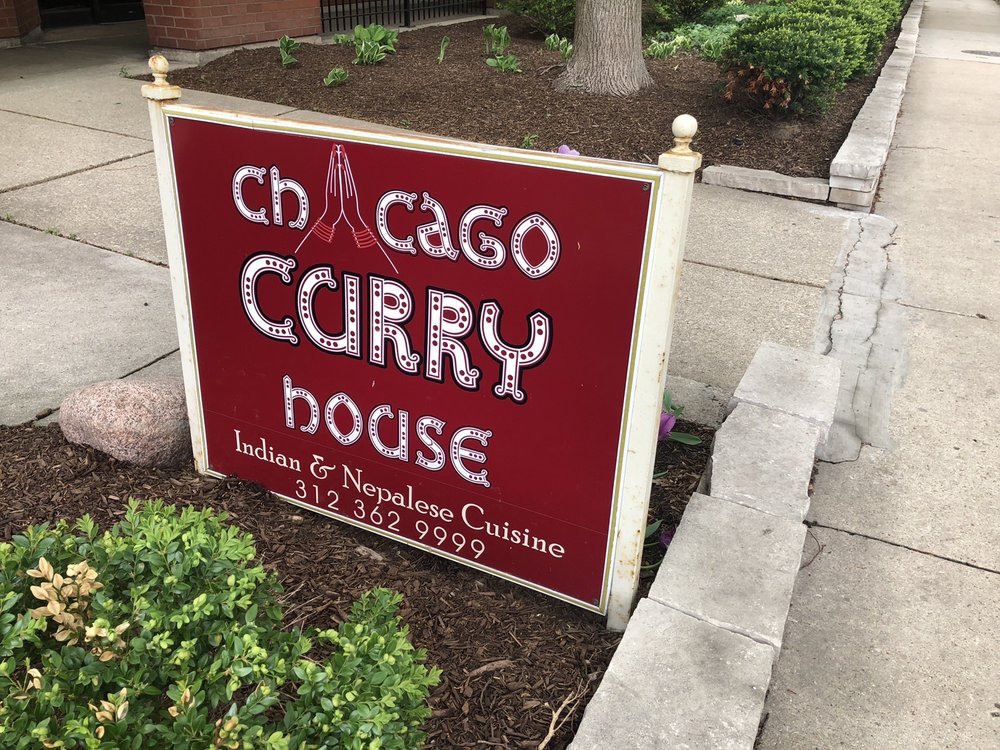 chicago
CURRY
house
Indian & Nepalese Cuisine
312 362 9999